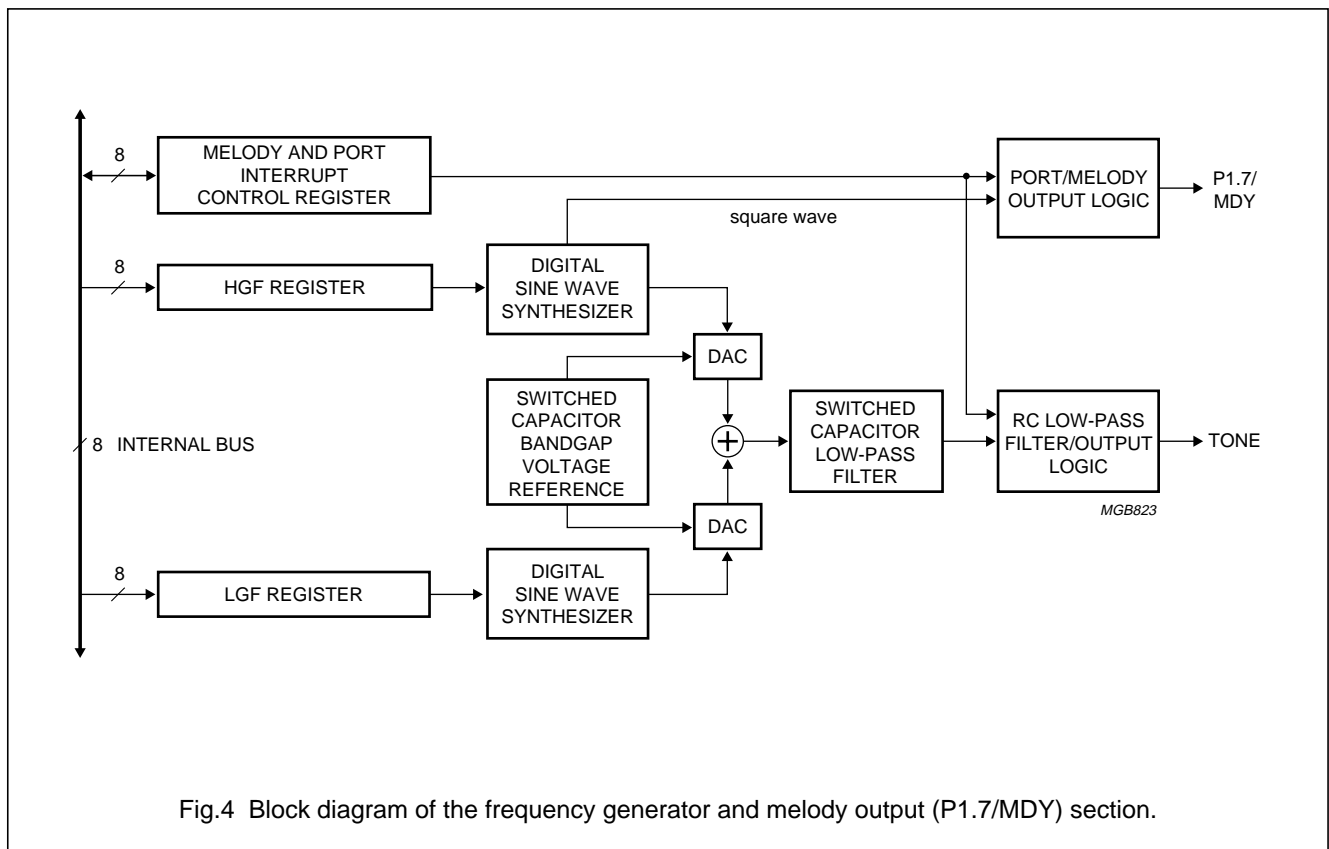 8
MELODY AND PORT
INTERRUPT
CONTROL REGISTER
PORT/MELODY
OUTPUT LOGIC
P1.7/
MDY
square wave
8
HGF REGISTER
DIGITAL
SINE WAVE
SYNTHESIZER
DAC
SWITCHED
CAPACITOR
BANDGAP
VOLTAGE
REFERENCE
SWITCHED
CAPACITOR
LOW-PASS
FILTER
RC LOW-PASS
FILTER/OUTPUT
LOGIC
TONE
8 INTERNAL BUS
MGB823
DAC
8
LGF REGISTER
DIGITAL
SINE WAVE
SYNTHESIZER
Fig.4 Block diagram of the frequency generator and melody output (P1.7/MDY) section.